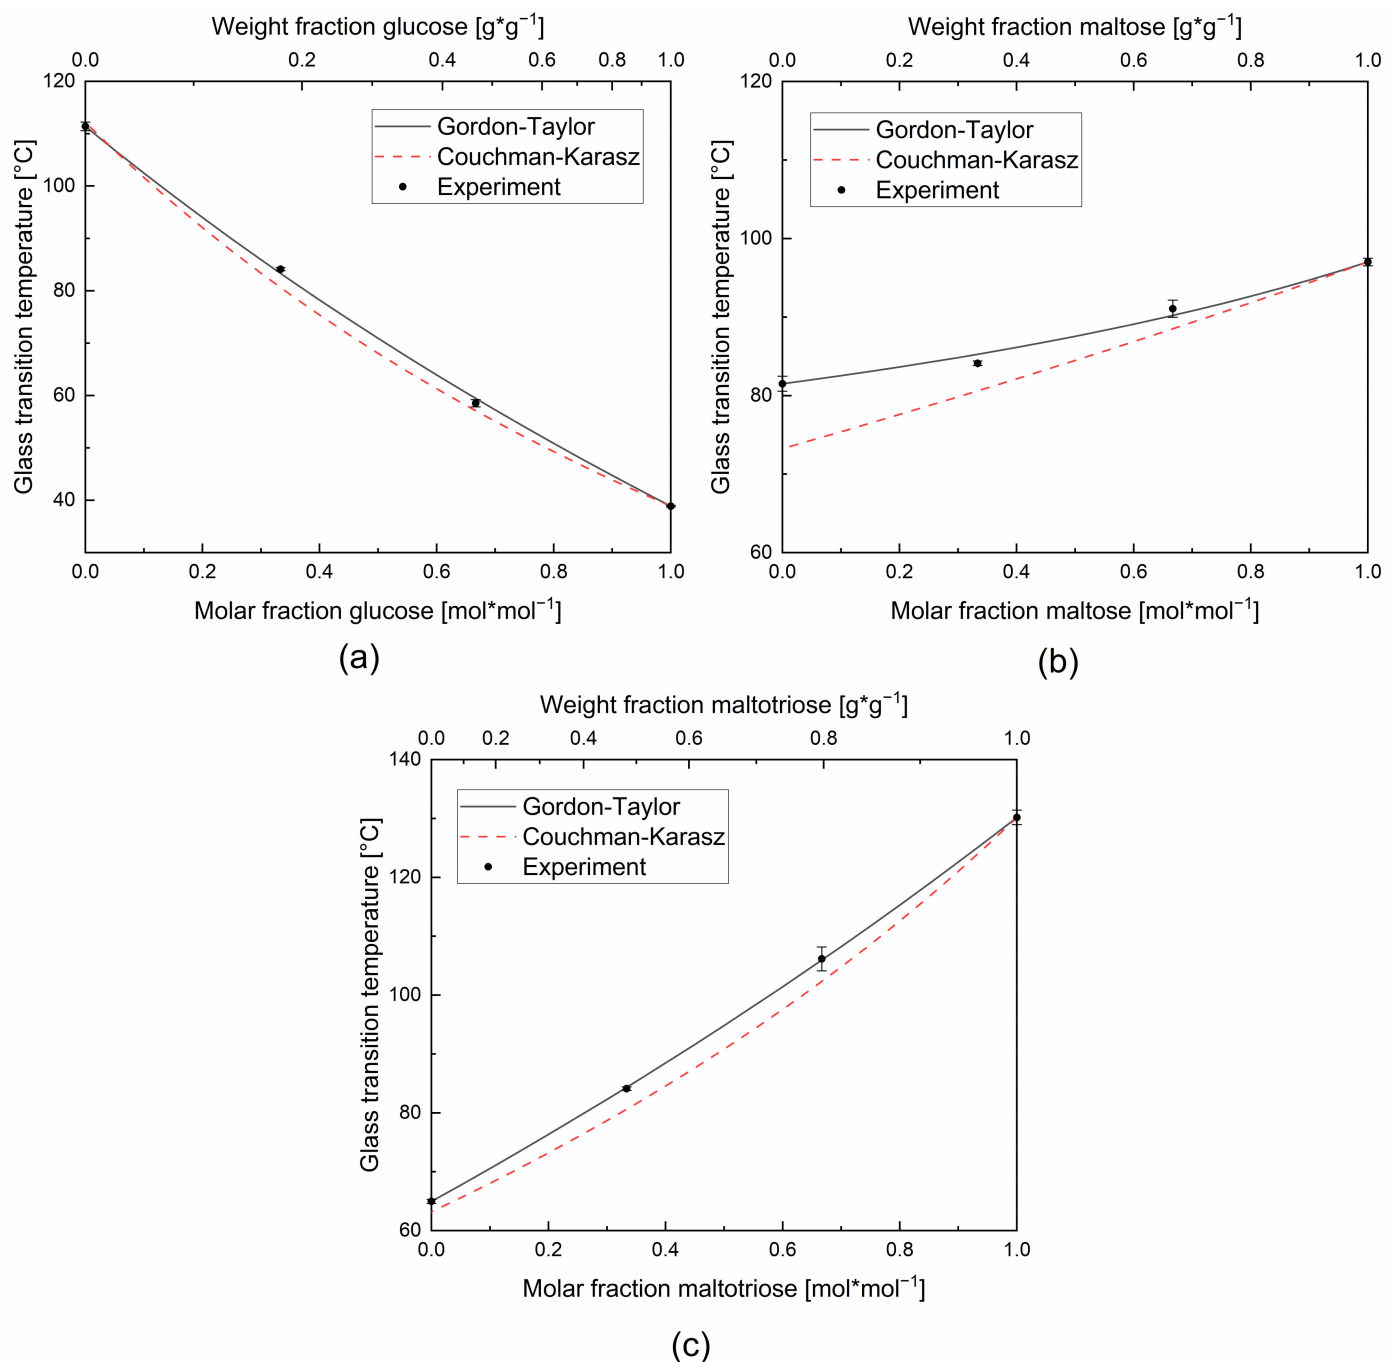 Weight fraction glucose [g*g⁻¹]
0.0 0.2 0.4 0.6 0.8 1.0
Glass transition temperature [°C]
120
100
80
60
40
Gordon-Taylor
Couchman-Karasz
Experiment
0.0 0.2 0.4 0.6 0.8 1.0
Molar fraction glucose [mol*mol⁻¹]
(a)
Weight fraction maltose [g*g⁻¹]
0.0 0.2 0.4 0.6 0.8 1.0
Glass transition temperature [°C]
120
100
80
60
Gordon-Taylor
Couchman-Karasz
Experiment
0.0 0.2 0.4 0.6 0.8 1.0
Molar fraction maltose [mol*mol⁻¹]
(b)
Weight fraction maltotriose [g*g⁻¹]
0.0 0.2 0.4 0.6 0.8 1.0
Glass transition temperature [°C]
140
120
100
80
60
Gordon-Taylor
Couchman-Karasz
Experiment
0.0 0.2 0.4 0.6 0.8 1.0
Molar fraction maltotriose [mol*mol⁻¹]
(c)